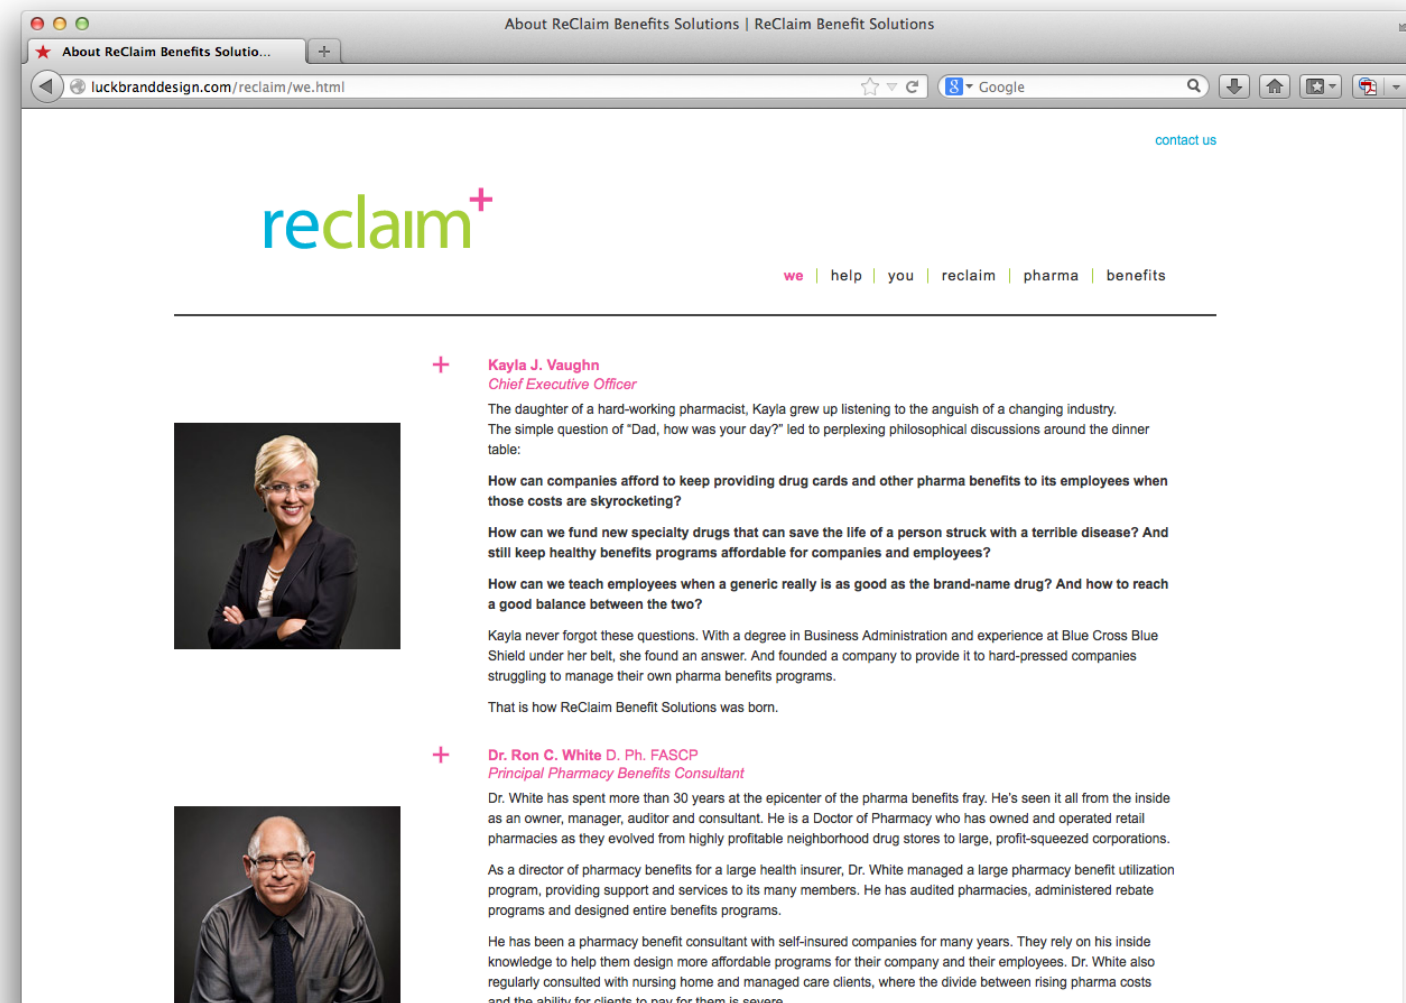 About ReClaim Benefits Solutions | ReClaim Benefit Solutions
About ReClaim Benefits Solutio...
luckbranddesign.com/reclaim/we.html
Google
contact us
reclaim+
we | help | you | reclaim | pharma | benefits
+ Kayla J. Vaughn
Chief Executive Officer
The daughter of a hard-working pharmacist, Kayla grew up listening to the anguish of a changing industry.
The simple question of “Dad, how was your day?” led to perplexing philosophical discussions around the dinner
table:
How can companies afford to keep providing drug cards and other pharma benefits to its employees when
those costs are skyrocketing?
How can we fund new specialty drugs that can save the life of a person struck with a terrible disease? And
still keep healthy benefits programs affordable for companies and employees?
How can we teach employees when a generic really is as good as the brand-name drug? And how to reach
a good balance between the two?
Kayla never forgot these questions. With a degree in Business Administration and experience at Blue Cross Blue
Shield under her belt, she found an answer. And founded a company to provide it to hard-pressed companies
struggling to manage their own pharma benefits programs.
That is how ReClaim Benefit Solutions was born.
+ Dr. Ron C. White D. Ph. FASCP
Principal Pharmacy Benefits Consultant
Dr. White has spent more than 30 years at the epicenter of the pharma benefits fray. He’s seen it all from the inside
as an owner, manager, auditor and consultant. He is a Doctor of Pharmacy who has owned and operated retail
pharmacies as they evolved from highly profitable neighborhood drug stores to large, profit-squeezed corporations.
As a director of pharmacy benefits for a large health insurer, Dr. White managed a large pharmacy benefit utilization
program, providing support and services to its many members. He has audited pharmacies, administered rebate
programs and designed entire benefits programs.
He has been a pharmacy benefit consultant with self-insured companies for many years. They rely on his inside
knowledge to help them design more affordable programs for their company and their employees. Dr. White also
regularly consulted with nursing home and managed care clients, where the divide between rising pharma costs
and the ability for clients to pay for them is severe.